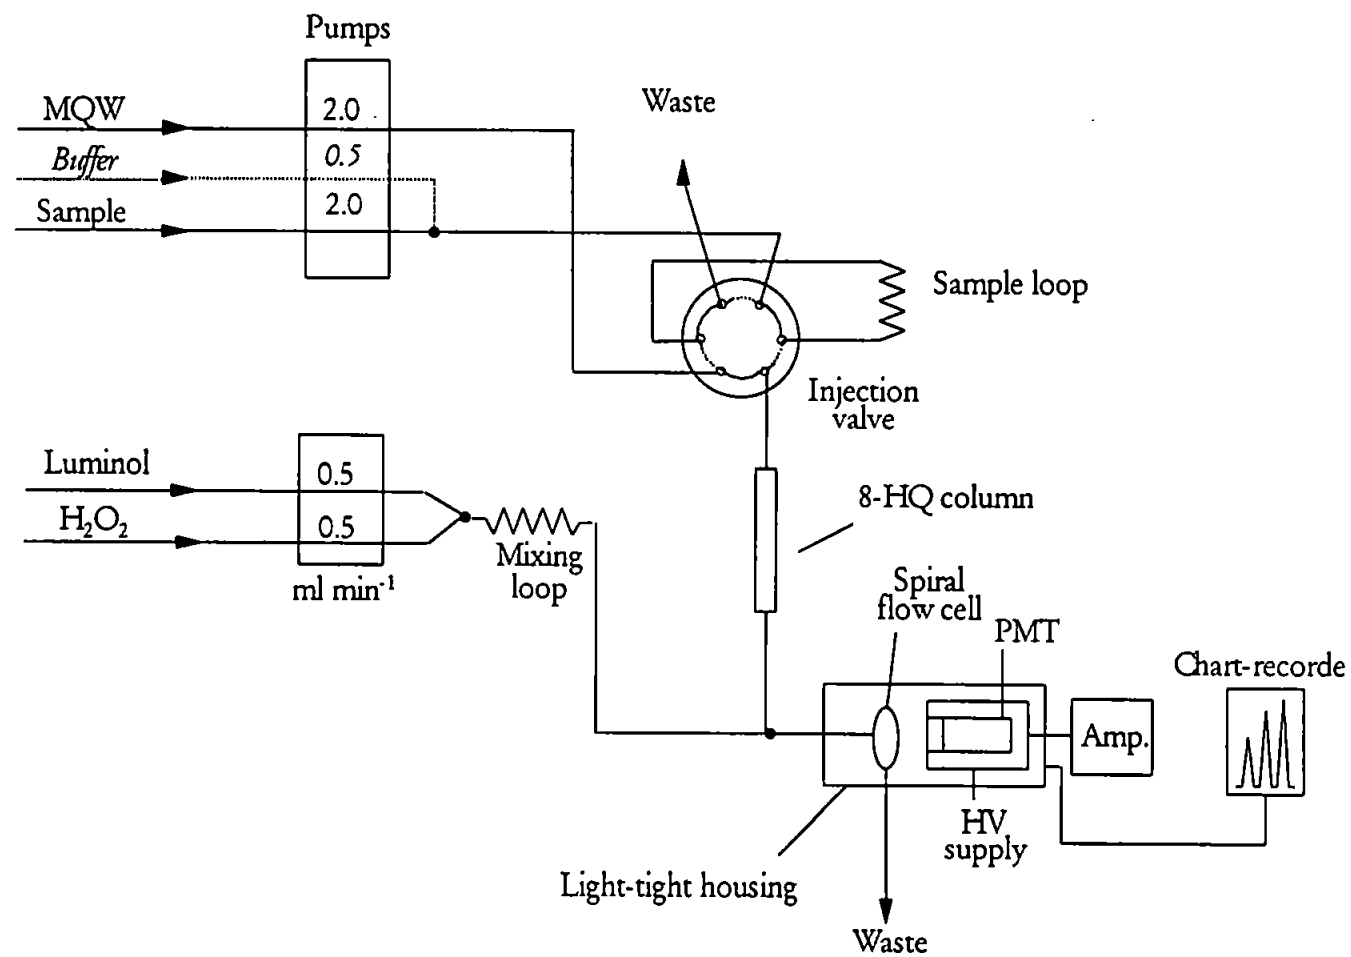 Pumps
MQW
2.0
Buffer
0.5
Sample
2.0
Waste
Sample loop
Injection
valve
Luminol
0.5
H₂O₂
0.5
ml min⁻¹
Mixing
loop
8-HQ column
Spiral
flow cell
PMT
Chart-recorde
Amp.
HV
supply
Light-tight housing
Waste